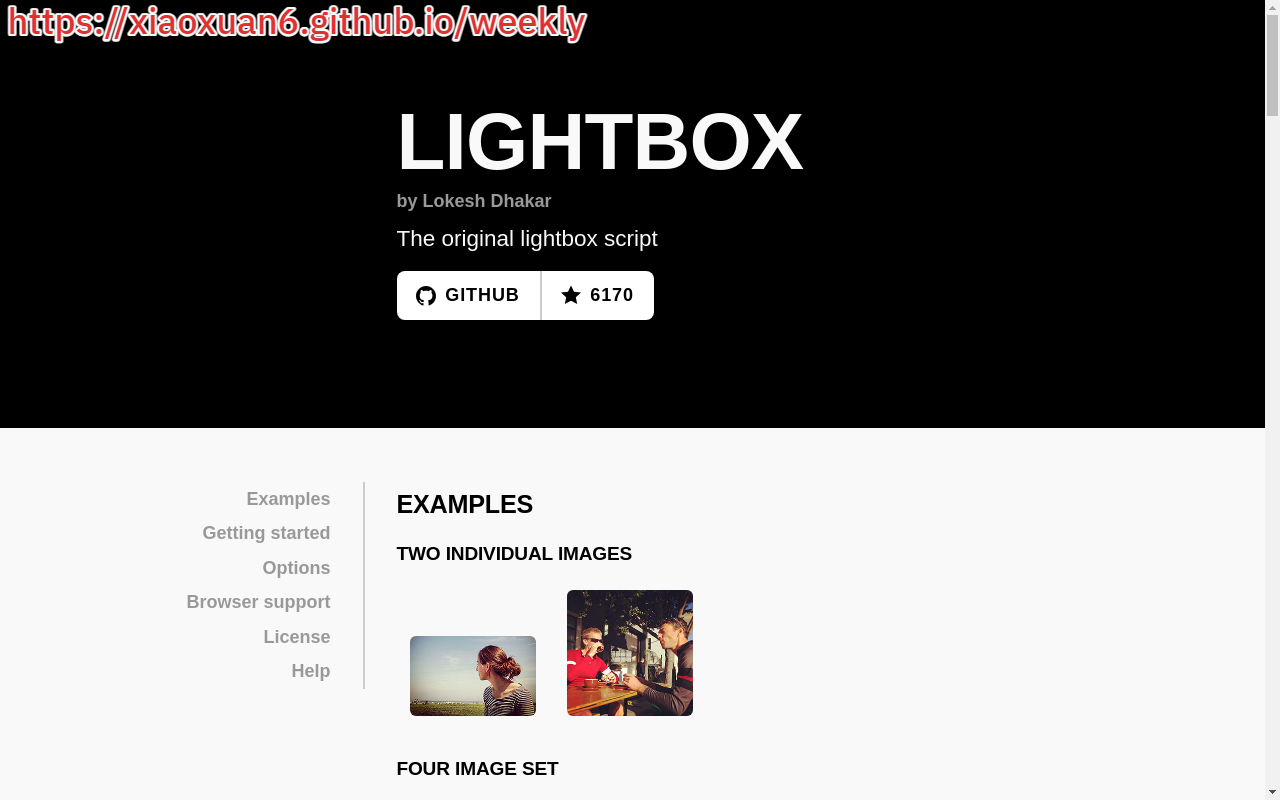 https://xiaoxuan6.github.io/weekly
LIGHTBOX
by Lokesh Dhakar
The original lightbox script
GITHUB 6170
Examples
Getting started
Options
Browser support
License
Help
EXAMPLES
TWO INDIVIDUAL IMAGES
FOUR IMAGE SET